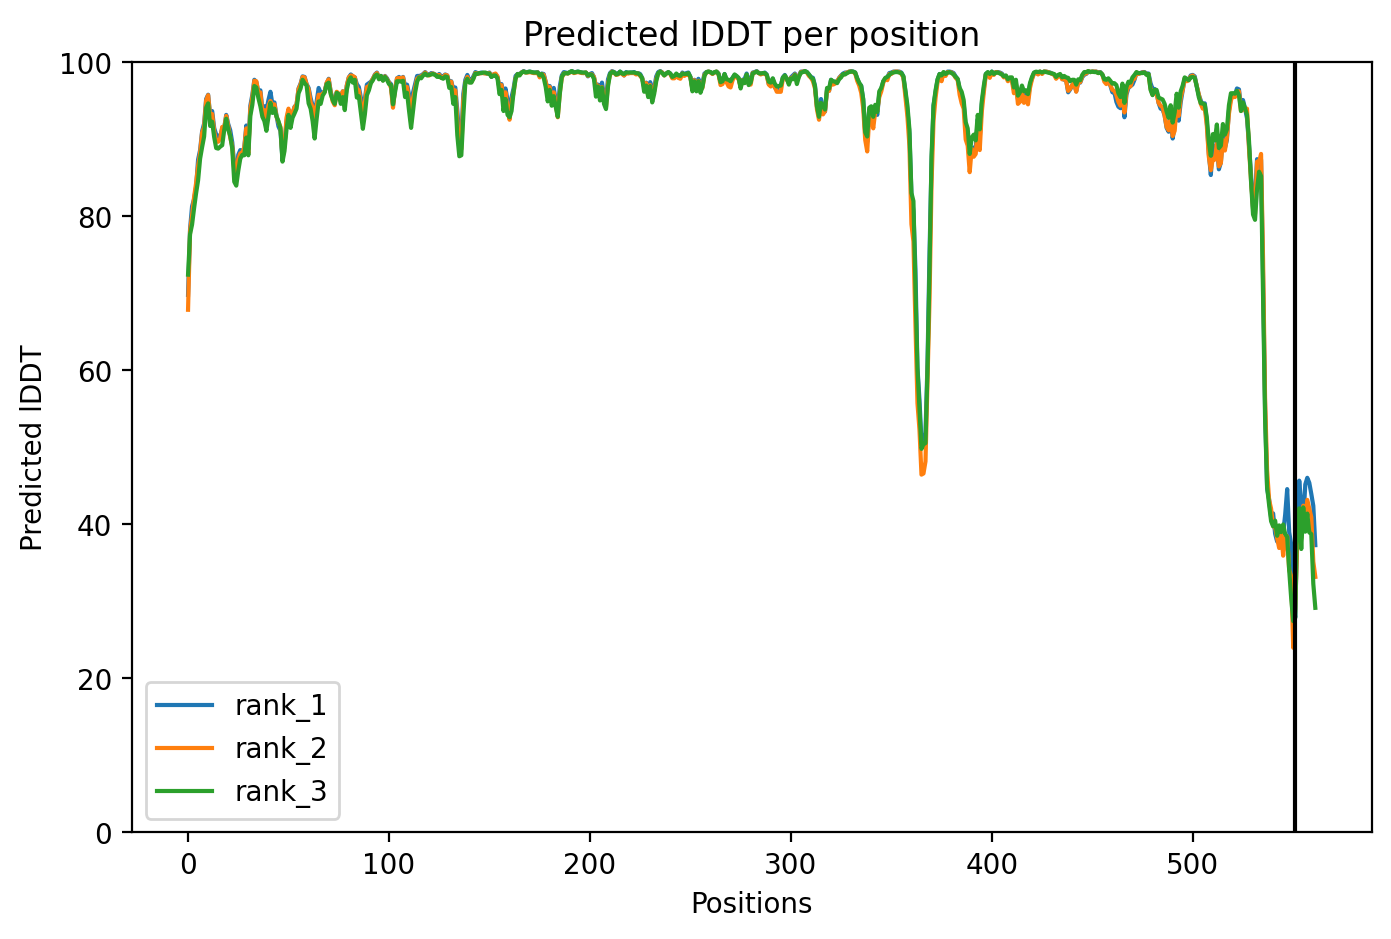 Predicted lDDT per position
Predicted lDDT
100
80
60
40
20
0
rank_1
rank_2
rank_3
0 100 200 300 400 500
Positions